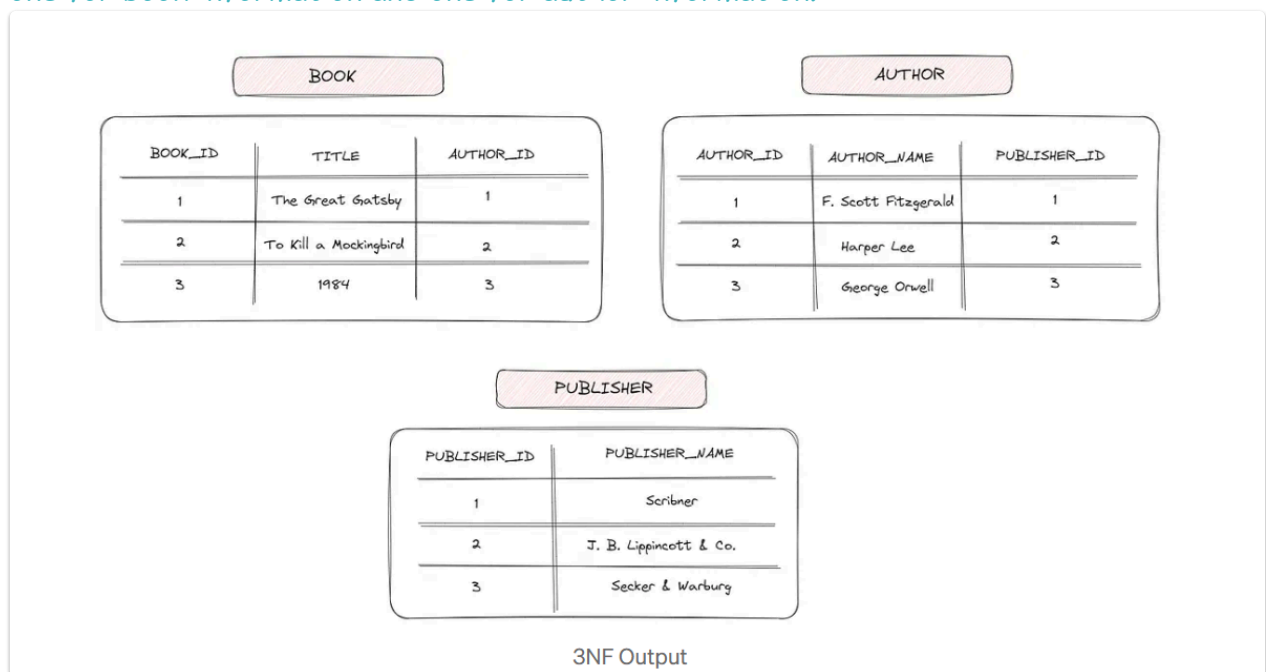 BOOK
BOOK_ID TITLE AUTHOR_ID
1 The Great Gatsby 1
2 To Kill a Mockingbird 2
3 1984 3
AUTHOR
AUTHOR_ID AUTHOR_NAME PUBLISHER_ID
1 F. Scott Fitzgerald 1
2 Harper Lee 2
3 George Orwell 3
PUBLISHER
PUBLISHER_ID PUBLISHER_NAME
1 Scribner
2 J. B. Lippincott & Co.
3 Secker & Warburg
3NF Output